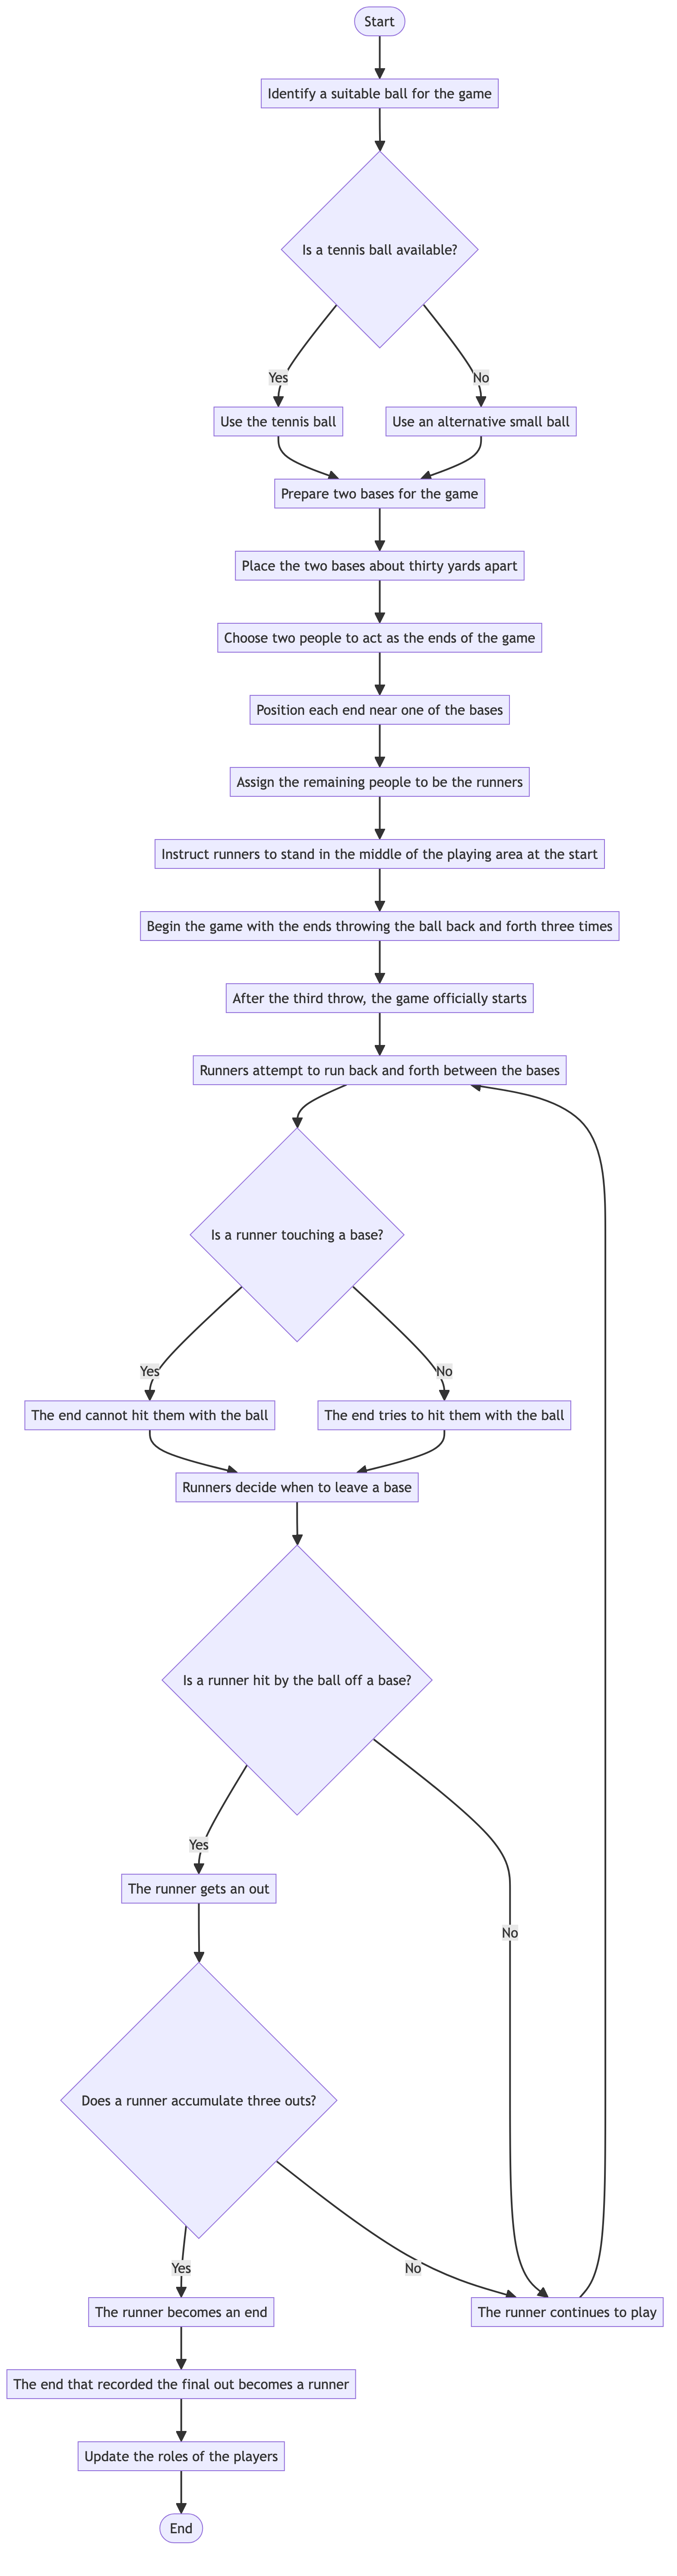 Start
Identify a suitable ball for the game
Is a tennis ball available?
Yes
No
Use the tennis ball
Use an alternative small ball
Prepare two bases for the game
Place the two bases about thirty yards apart
Choose two people to act as the ends of the game
Position each end near one of the bases
Assign the remaining people to be the runners
Instruct runners to stand in the middle of the playing area at the start
Begin the game with the ends throwing the ball back and forth three times
After the third throw, the game officially starts
Runners attempt to run back and forth between the bases
Is a runner touching a base?
Yes
No
The end cannot hit them with the ball
The end tries to hit them with the ball
Runners decide when to leave a base
Is a runner hit by the ball off a base?
Yes
The runner gets an out
No
Does a runner accumulate three outs?
Yes
No
The runner becomes an end
The runner continues to play
The end that recorded the final out becomes a runner
Update the roles of the players
End